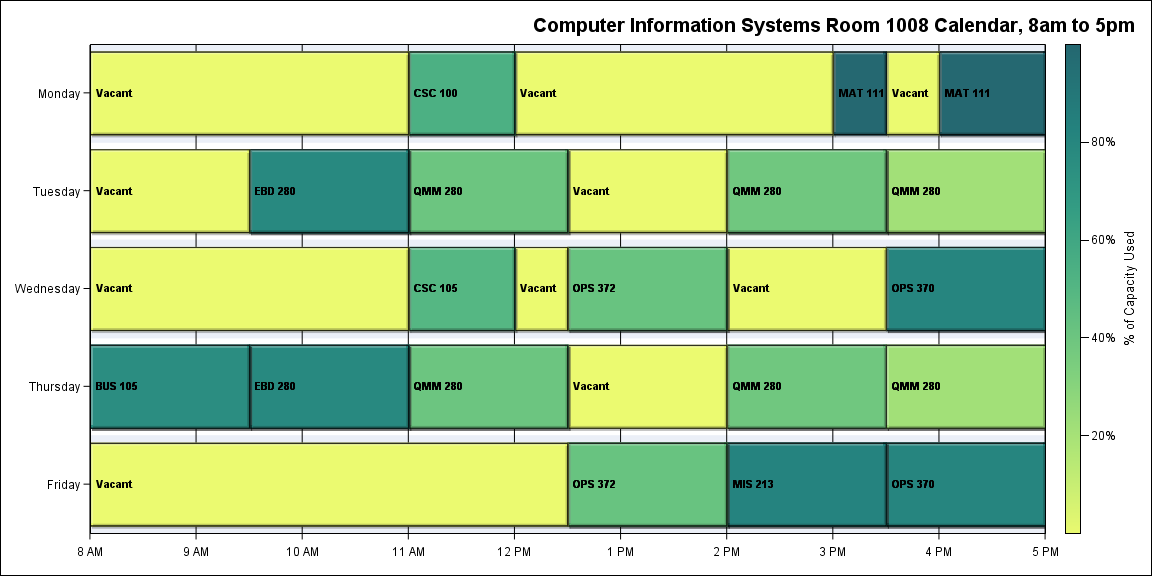 Computer Information Systems Room 1008 Calendar, 8am to 5pm
Monday
Vacant
CSC 100
Vacant
MAT 111
Vacant
MAT 111
Tuesday
Vacant
EBD 280
QMM 280
Vacant
QMM 280
QMM 280
Wednesday
Vacant
CSC 105
Vacant
OPS 372
Vacant
OPS 370
Thursday
BUS 105
EBD 280
QMM 280
Vacant
QMM 280
QMM 280
Friday
Vacant
OPS 372
MIS 213
OPS 370
8 AM
9 AM
10 AM
11 AM
12 PM
1 PM
2 PM
3 PM
4 PM
5 PM
80%
60%
40%
20%
% of Capacity Used